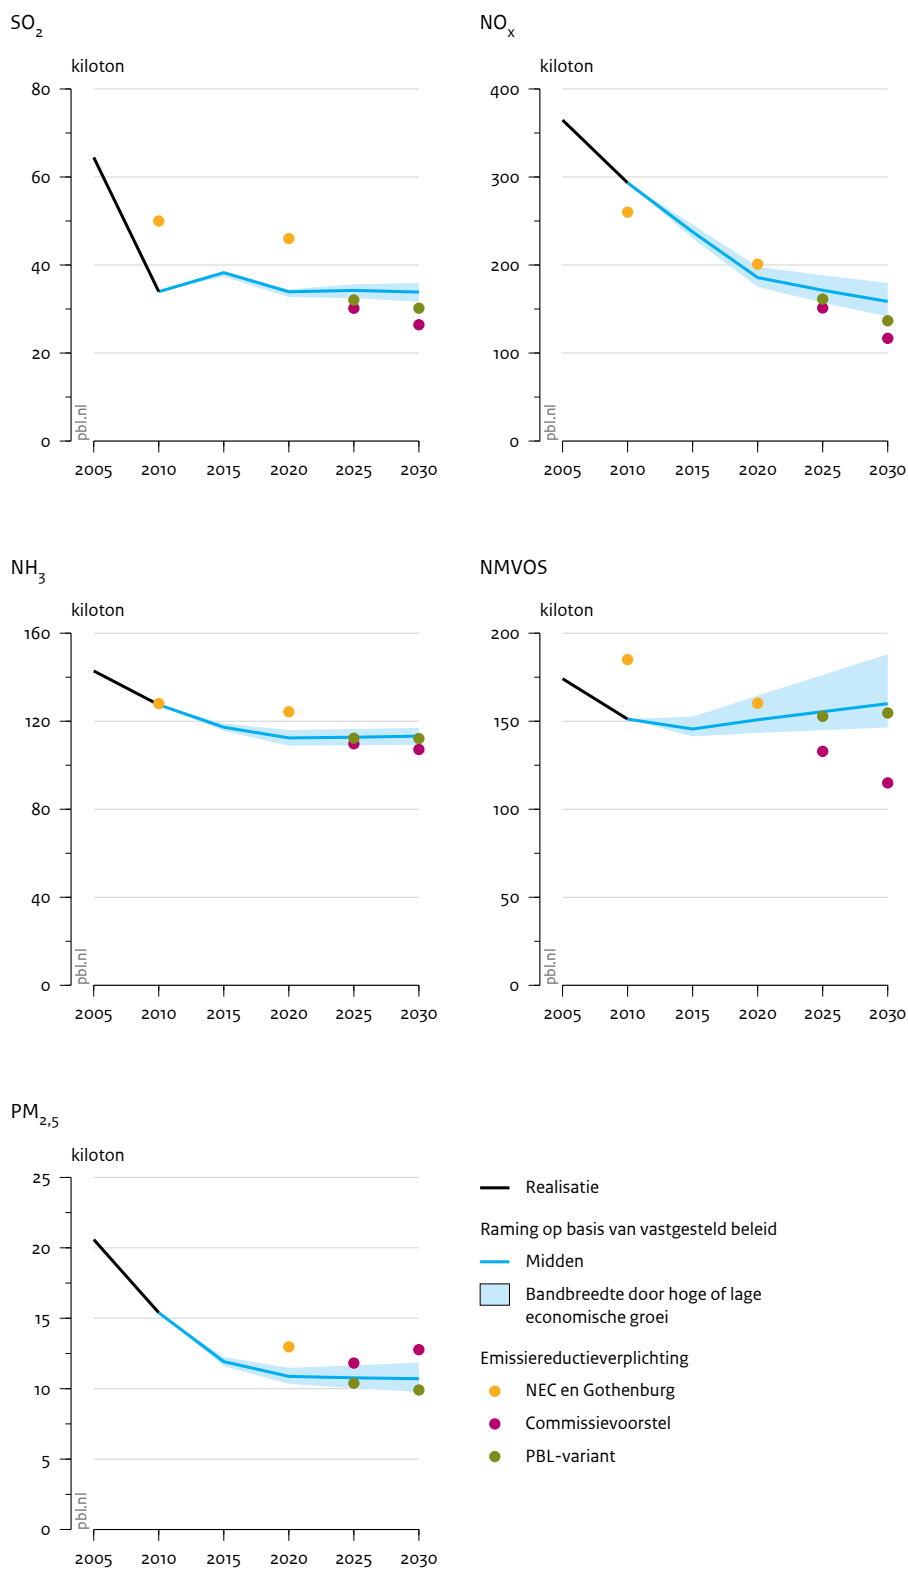 SO2
kiloton
80
60
40
20
0
pbl.nl
2005 2010 2015 2020 2025 2030
NOx
kiloton
400
300
200
100
0
pbl.nl
2005 2010 2015 2020 2025 2030
NH3
kiloton
160
120
80
40
0
pbl.nl
2005 2010 2015 2020 2025 2030
NMVOS
kiloton
200
150
100
50
0
pbl.nl
2005 2010 2015 2020 2025 2030
PM2,5
kiloton
25
20
15
10
5
0
pbl.nl
2005 2010 2015 2020 2025 2030
Realisatie
Raming op basis van vastgesteld beleid
Midden
Bandbreedte door hoge of lage
economische groei
Emissiereductieverplichting
NEC en Gothenburg
Commissievoorstel
PBL-variant